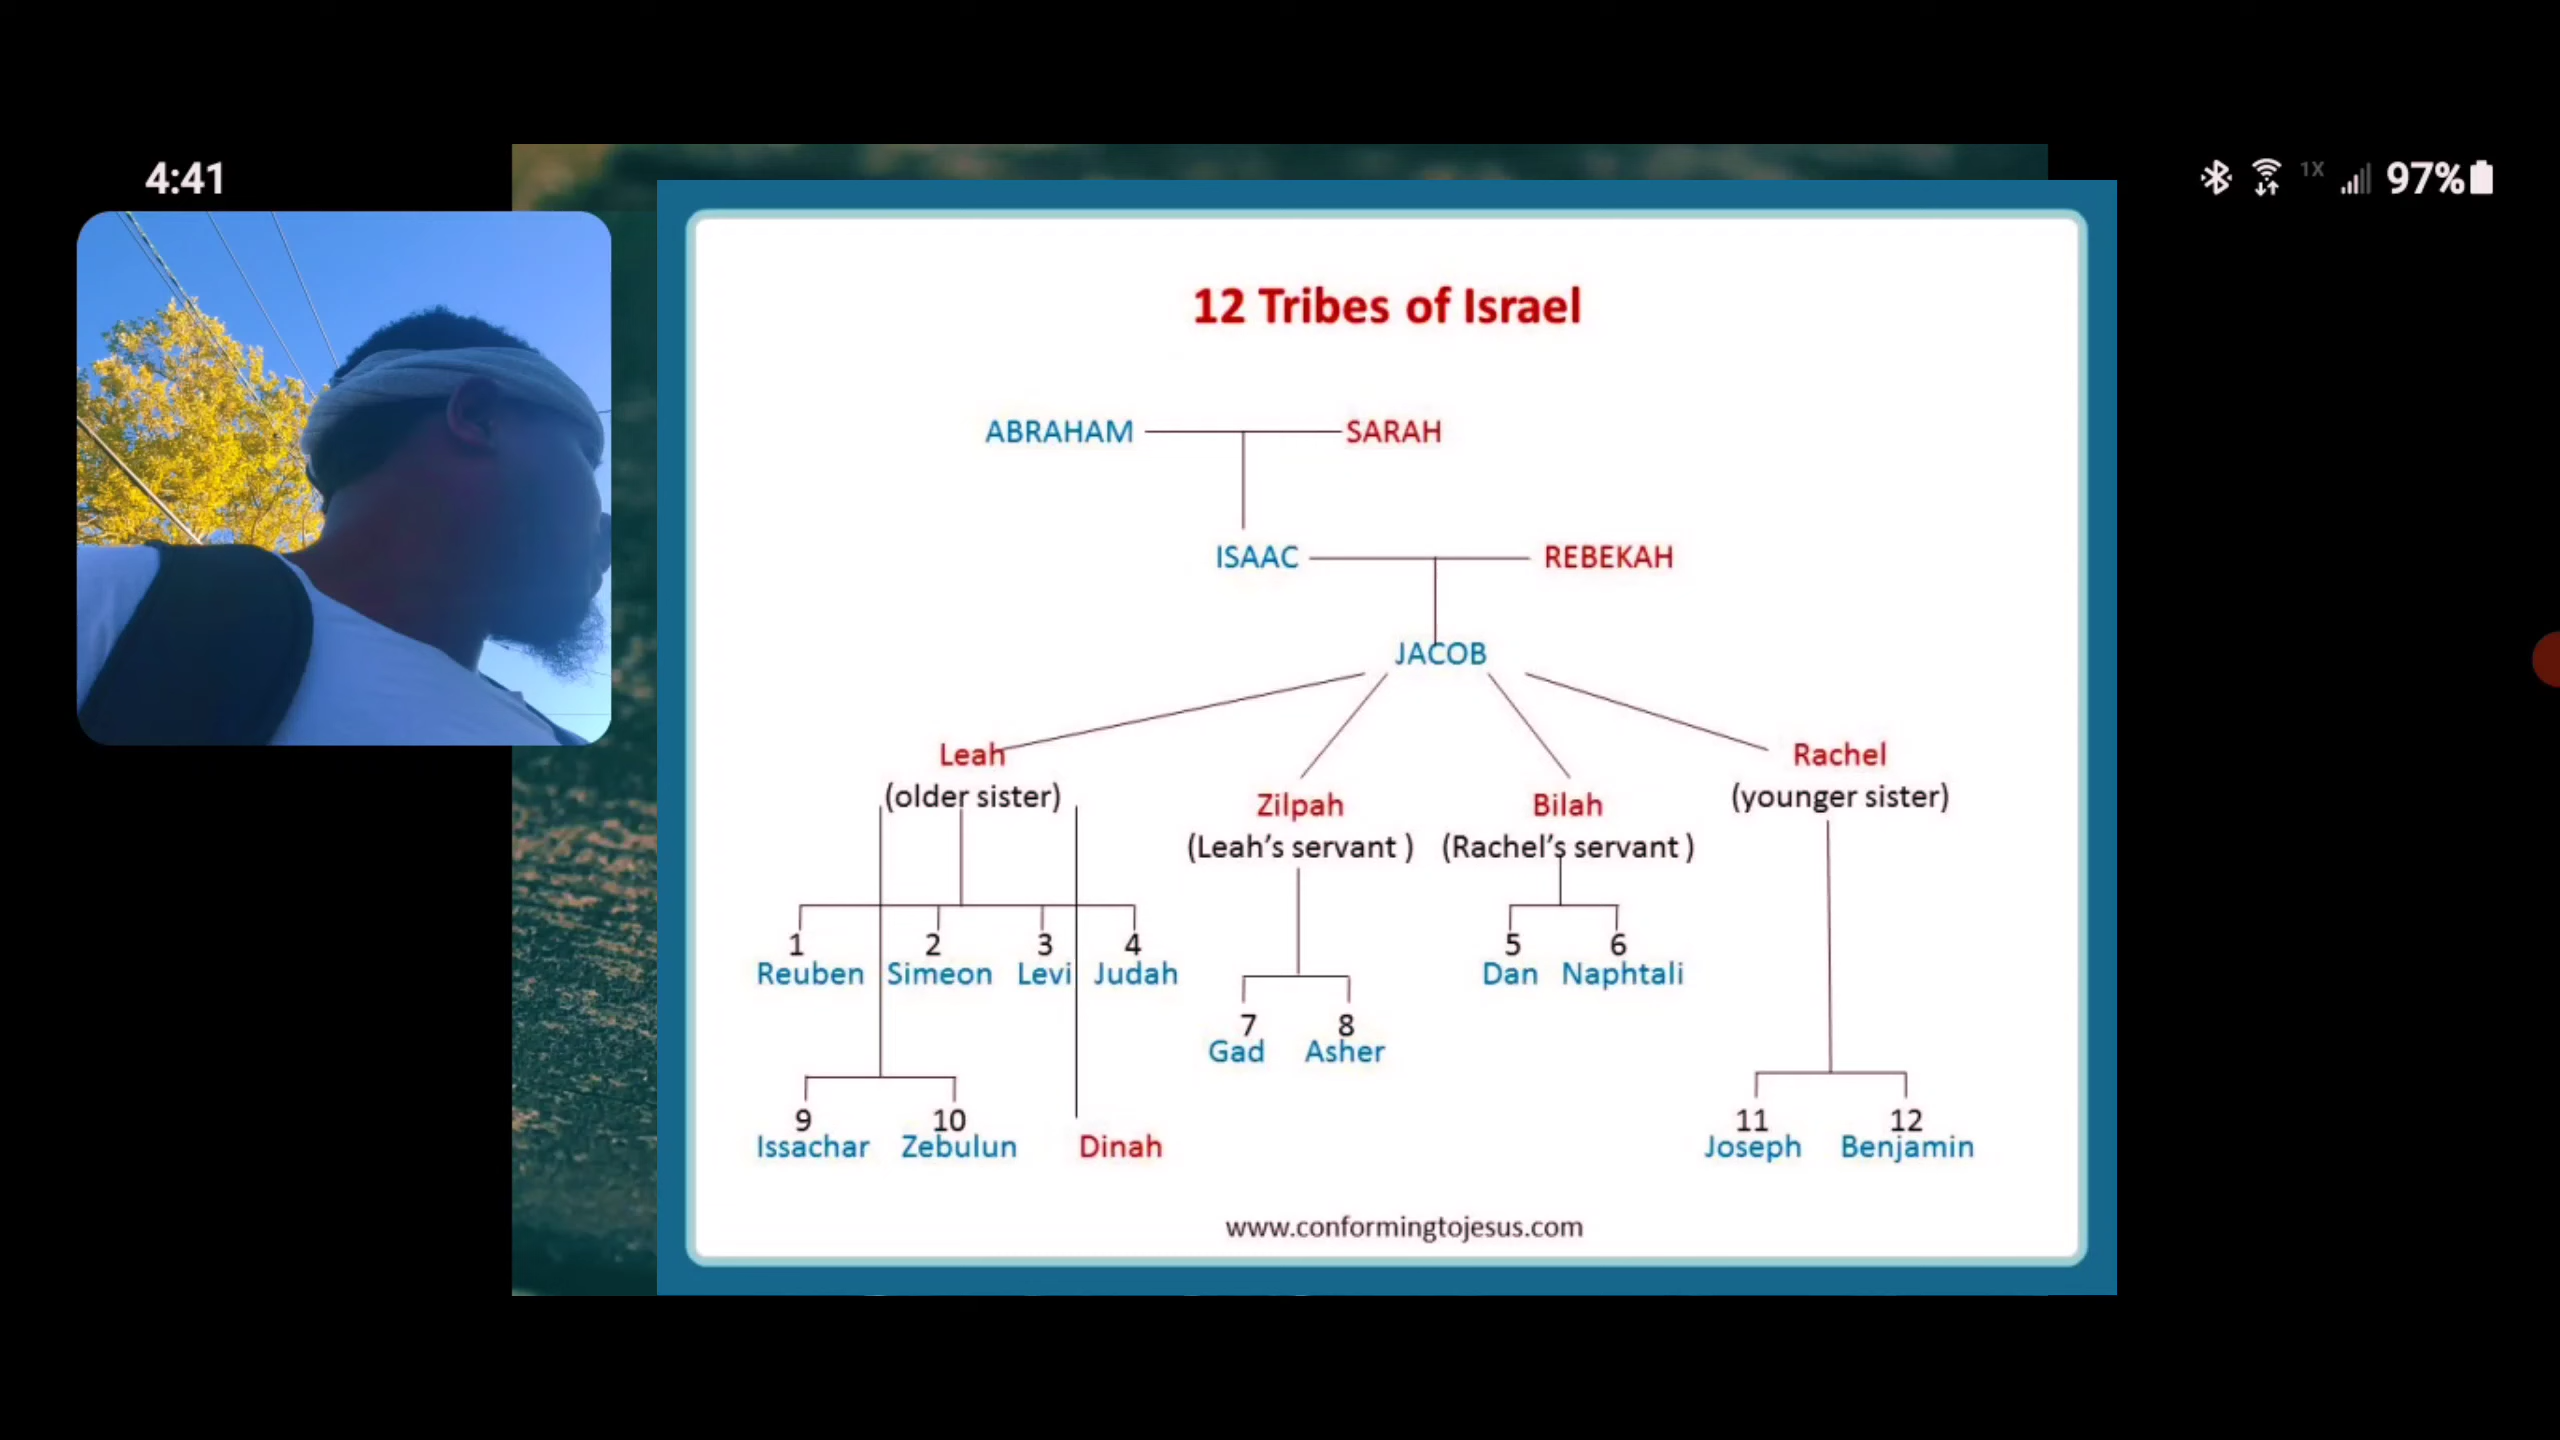 4:41
1X
97%
12 Tribes of Israel
ABRAHAM SARAH
ISAAC REBEKAH
JACOB
Leah Rachel
(older sister) (younger sister)
Zilpah Bilah
(Leah's servant ) (Rachel's servant )
1 2 3 4 5 6
Reuben Simeon Levi Judah Dan Naphtali
7 8
Gad Asher
9 10 11 12
Issachar Zebulun Dinah Joseph Benjamin
www.conformingtojesus.com